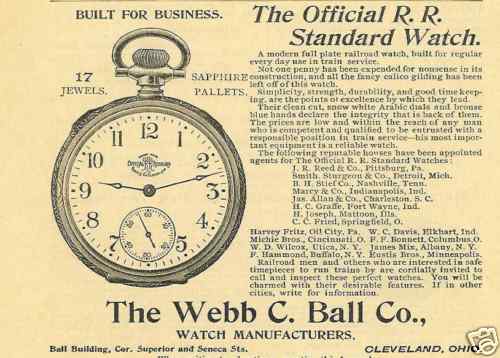 BUILT FOR BUSINESS.
The Official R. R.
Standard Watch.
17
JEWELS.
SAPPHIRE
PALLETS.
A modern full plate railroad watch, built for regular
every day use in train service.
Not one penny has been expended for nonsense in its
construction, and all the fancy calico gilding has been
left off of this watch.
Simplicity, strength, durability, and good time keep-
ing, are the points of excellence by which they lead.
Their clean cut, snow white Arabic dials and bronze
blue hands declare the integrity that is back of them.
The prices are low and within the reach of any man
who is competent and qualified to be entrusted with a
responsible position in train service—his most impor-
tant equipment is a reliable watch.
The following reputable houses have been appointed
agents for The Official R. R. Standard Watches:
J. R. Reed & Co., Pittsburg, Pa.
Smith, Sturgeon & Co., Detroit, Mich.
B. H. Stief Co., Nashville, Tenn.
Marcy & Co., Indianapolis, S. C.
Jas. Allan & Co., Charleston, S. C.
H. C. Graffe, Fort Wayne, Ind.
H. Joseph, Mattoon, Ills.
C. C. Fried, Springfield, O.
Harvey Fritz, Oil City, Pa. W. C. Davis, Elkhart, Ind.
Michie Bros., Cincinnati, O. F. F. Bonnett, Columbus, O.
W. D. Wilcox, Utica, N. Y. James Mix, Albany, N. Y.
F. Hammond, Buffalo, N. Y. Eustis Bros., Minneapolis.
Railroad men and others who are interested in safe
timepieces to run trains by are cordially invited to
call and inspect these perfect watches. You will be
charmed with their desirable features. If in other
cities, write for information.
12
1
2
3
4
5
7
8
9
10
11
60
10
20
30
40
50
The Webb C. Ball Co.,
WATCH MANUFACTURERS,
Ball Building, Cor. Superior and Seneca Sts.
CLEVELAND, OHIO